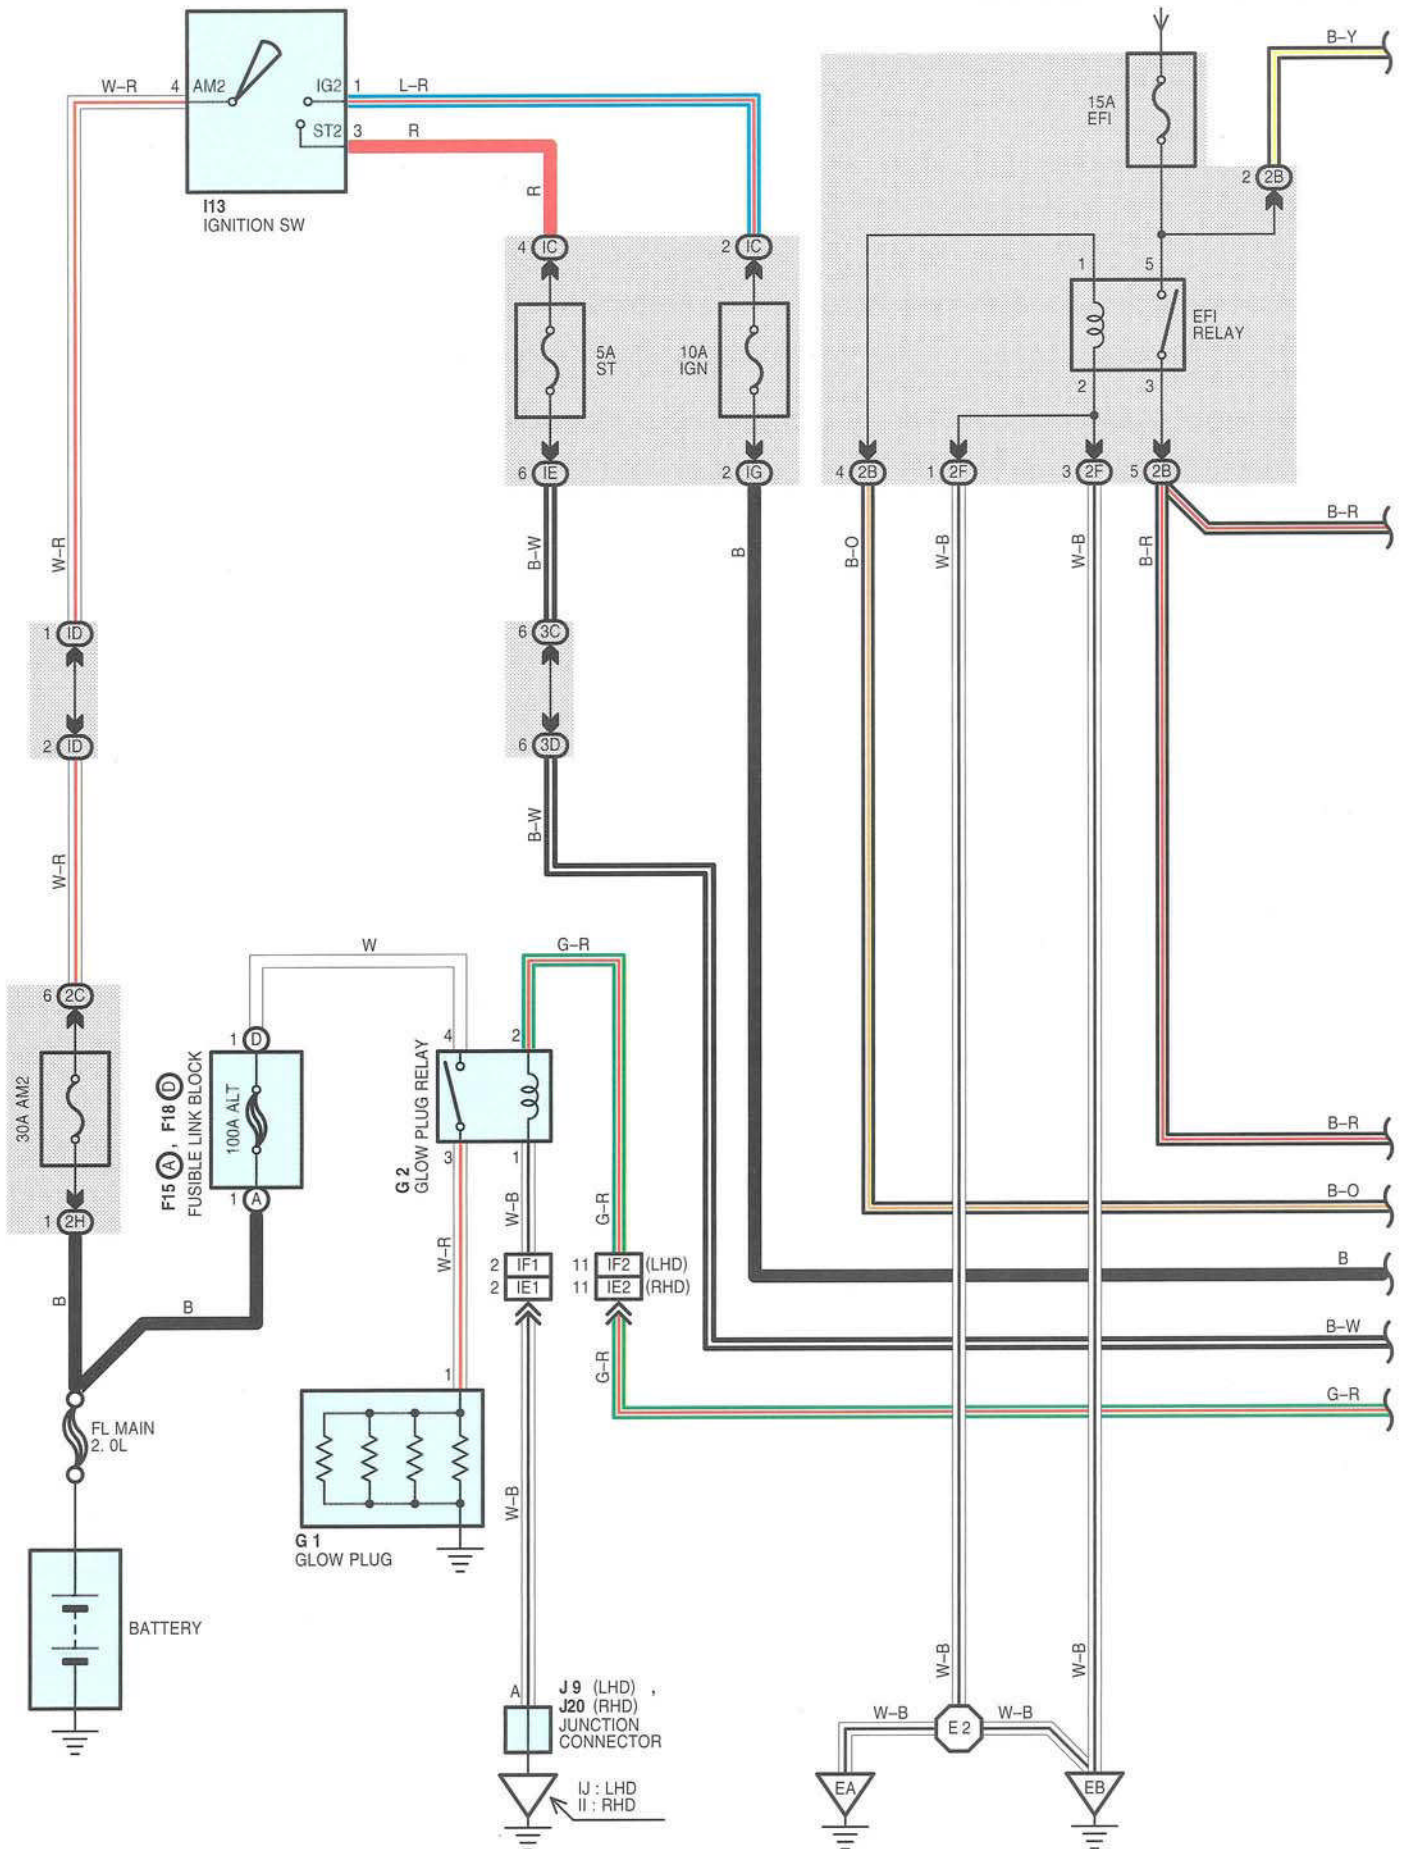 B–Y
W–R 4 AM2 IG2 1 L–R
15A
EFI
ST2 3 R
2 2B
R
I13
IGNITION SW
4 IC 2 IC
1 5
EFI
RELAY
5A
ST
10A
IGN
2 3
6 IE 2 IG 4 2B 1 2F 3 2F 5 2B
B–R
W–R
B–W
B
B–O
W–B
W–B
B–R
1 ID 6 3C
2 ID 6 3D
B–W
W–R
W G–R
6 2C
1 D 4 2
30A AM2
F15 A , F18 D
FUSIBLE LINK BLOCK
100A ALT
G 2
GLOW PLUG RELAY
B–R
3 1
W–B
G–R
B–O
1 2H 1 A
W–R
2 IF1 11 IF2 (LHD)
2 IE1 11 IE2 (RHD)
B
B
B
B–W
G–R
1
G–R
FL MAIN
2. 0L
W–B
G 1
GLOW PLUG
BATTERY
W–B
W–B
A
J 9 (LHD) ,
J20 (RHD)
JUNCTION
CONNECTOR
W–B E 2 W–B
IJ : LHD
II : RHD
EA EB